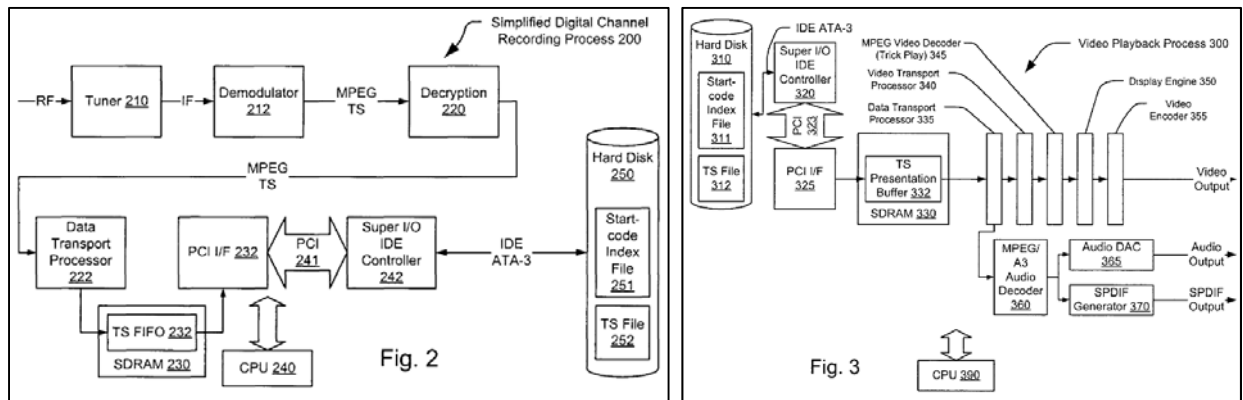 Simplified Digital Channel
Recording Process 200
RF
Tuner 210
IF
Demodulator
212
MPEG
TS
Decryption
220
MPEG
TS
Hard Disk
250
Start-
code
Index
File
251
TS File
252
Data
Transport
Processor
222
PCI I/F 232
PCI
241
Super I/O
IDE
Controller
242
IDE
ATA-3
TS FIFO 232
SDRAM 230
CPU 240
Fig. 2
IDE ATA-3
Hard Disk
310
Start-
code
Index
File
311
TS File
312
Super I/O
IDE
Controller
320
PCI
323
PCI I/F
325
TS
Presentation
Buffer 332
SDRAM 330
MPEG Video Decoder
(Trick Play) 345
Video Transport
Processor
340
Data Transport
Processor 335
Video Playback Process 300
Display Engine 350
Video
Encoder 355
Video
Output
MPEG/
A3
Audio
Decoder
360
Audio DAC
365
Audio
Output
SPDIF
Generator 370
SPDIF
Output
CPU 390
Fig. 3